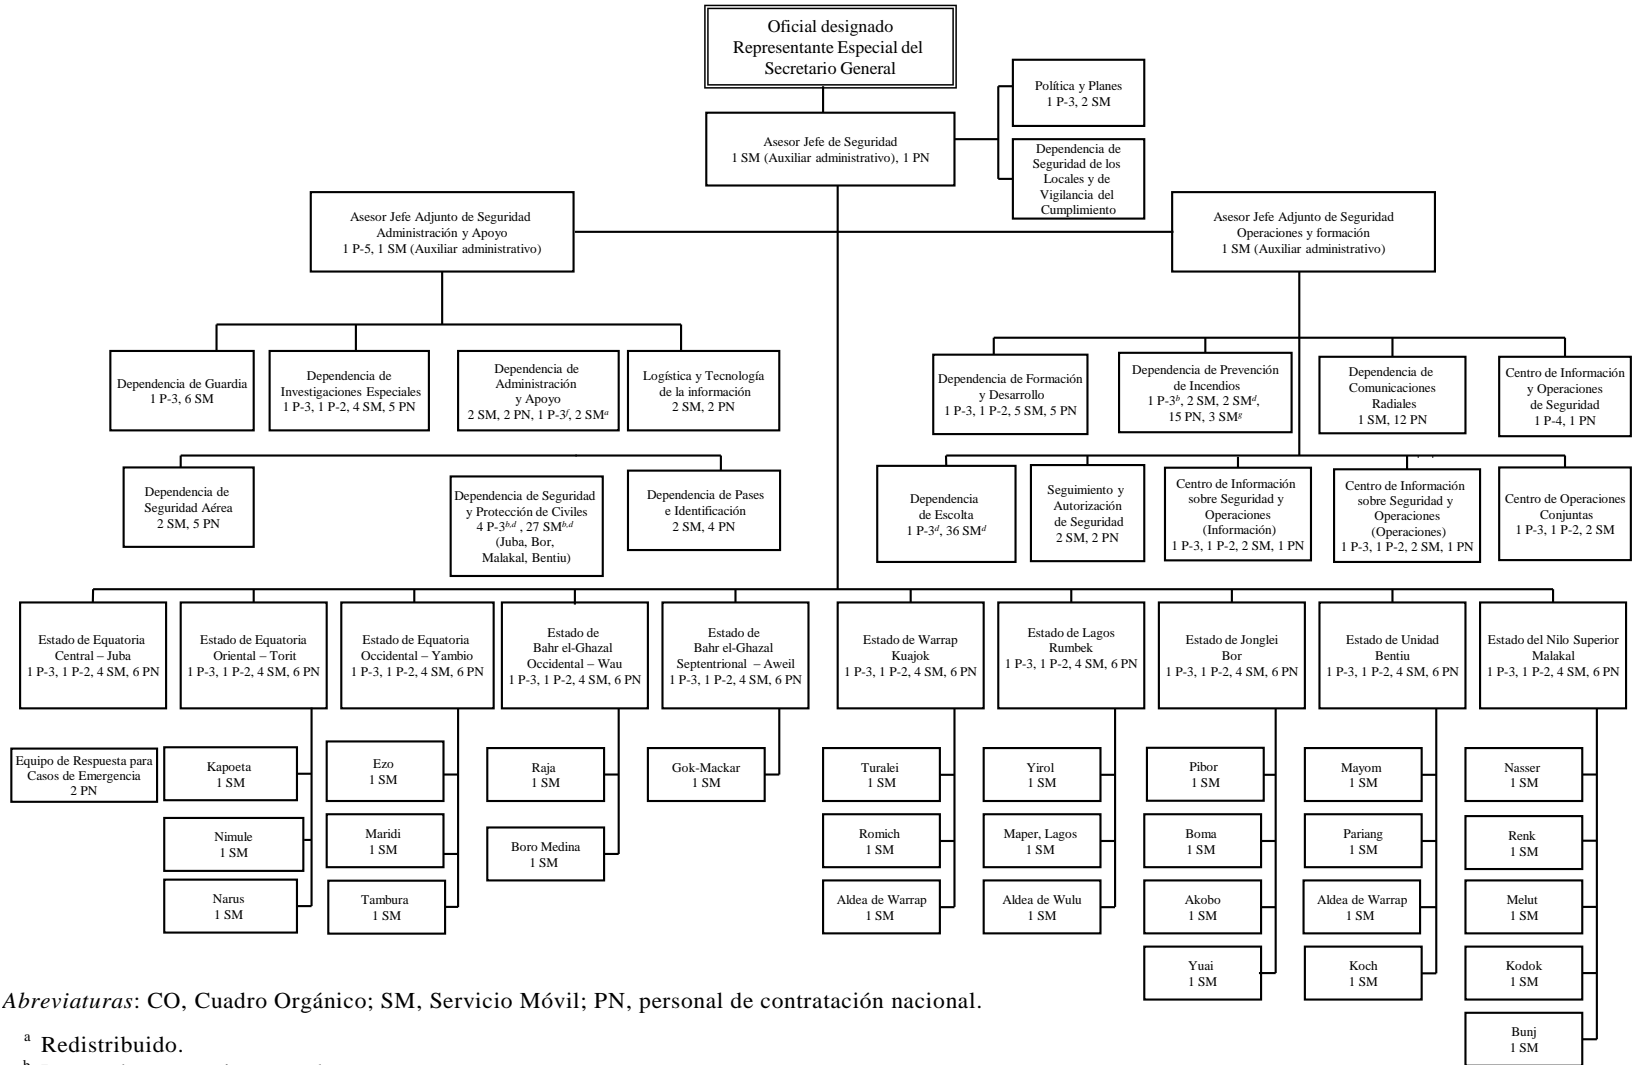 Oficial designado
Representante Especial del
Secretario General
Política y Planes
1 P-3, 2 SM
Asesor Jefe de Seguridad
1 SM (Auxiliar administrativo), 1 PN
Dependencia de
Seguridad de los
Locales y de
Vigilancia del
Cumplimiento
Asesor Jefe Adjunto de Seguridad
Administración y Apoyo
1 P-5, 1 SM (Auxiliar administrativo)
Asesor Jefe Adjunto de Seguridad
Operaciones y formación
1 SM (Auxiliar administrativo)
Dependencia de Guardia
1 P-3, 6 SM
Dependencia de
Investigaciones Especiales
1 P-3, 1 P-2, 4 SM, 5 PN
Dependencia de
Administración
y Apoyo
2 SM, 2 PN, 1 P-3f, 2 SMa
Logística y Tecnología
de la información
2 SM, 2 PN
Dependencia de Formación
y Desarrollo
1 P-3, 1 P-2, 5 SM, 5 PN
Dependencia de Prevención
de Incendios
1 P-3b, 2 SM, 2 SMd,
15 PN, 3 SMg
Dependencia de
Comunicaciones
Radiales
1 SM, 12 PN
Centro de Información
y Operaciones
de Seguridad
1 P-4, 1 PN
Dependencia de
Seguridad Aérea
2 SM, 5 PN
Dependencia de Seguridad
y Protección de Civiles
4 P-3b,d , 27 SMb,d
(Juba, Bor,
Malakal, Bentiu)
Dependencia de Pases
e Identificación
2 SM, 4 PN
Dependencia
de Escolta
1 P-3d, 36 SMd
Seguimiento y
Autorización
de Seguridad
2 SM, 2 PN
Centro de Información
sobre Seguridad y
Operaciones
(Información)
1 P-3, 1 P-2, 2 SM, 1 PN
Centro de Información
sobre Seguridad y
Operaciones
(Operaciones)
1 P-3, 1 P-2, 2 SM, 1 PN
Centro de Operaciones
Conjuntas
1 P-3, 1 P-2, 2 SM
Estado de Equatoria
Central – Juba
1 P-3, 1 P-2, 4 SM, 6 PN
Estado de Equatoria
Oriental – Torit
1 P-3, 1 P-2, 4 SM, 6 PN
Estado de Equatoria
Occidental – Yambio
1 P-3, 1 P-2, 4 SM, 6 PN
Estado de
Bahr el-Ghazal
Occidental – Wau
1 P-3, 1 P-2, 4 SM, 6 PN
Estado de
Bahr el-Ghazal
Septentrional – Aweil
1 P-3, 1 P-2, 4 SM, 6 PN
Estado de Warrap
Kuajok
1 P-3, 1 P-2, 4 SM, 6 PN
Estado de Lagos
Rumbek
1 P-3, 1 P-2, 4 SM, 6 PN
Estado de Jonglei
Bor
1 P-3, 1 P-2, 4 SM, 6 PN
Estado de Unidad
Bentiu
1 P-3, 1 P-2, 4 SM, 6 PN
Estado del Nilo Superior
Malakal
1 P-3, 1 P-2, 4 SM, 6 PN
Equipo de Respuesta para
Casos de Emergencia
2 PN
Kapoeta
1 SM
Nimule
1 SM
Narus
1 SM
Ezo
1 SM
Maridi
1 SM
Tambura
1 SM
Raja
1 SM
Boro Medina
1 SM
Gok-Mackar
1 SM
Turalei
1 SM
Romich
1 SM
Aldea de Warrap
1 SM
Yirol
1 SM
Maper, Lagos
1 SM
Aldea de Wulu
1 SM
Pibor
1 SM
Boma
1 SM
Akobo
1 SM
Yuai
1 SM
Mayom
1 SM
Pariang
1 SM
Aldea de Warrap
1 SM
Koch
1 SM
Nasser
1 SM
Renk
1 SM
Melut
1 SM
Kodok
1 SM
Bunj
1 SM
Abreviaturas: CO, Cuadro Orgánico; SM, Servicio Móvil; PN, personal de contratación nacional.
a Redistribuido.